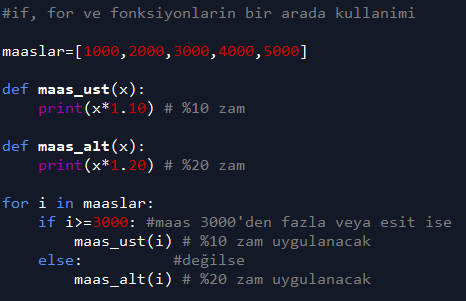 #if, for ve fonksiyonlarin bir arada kullanimi
maaslar=[1000,2000,3000,4000,5000]
def maas_ust(x):
    print(x*1.10) # %10 zam
def maas_alt(x):
    print(x*1.20) # %20 zam
for i in maaslar:
    if i>=3000: #maas 3000'den fazla veya esit ise
        maas_ust(i) # %10 zam uygulanacak
    else:         #değilse
        maas_alt(i) # %20 zam uygulanacak